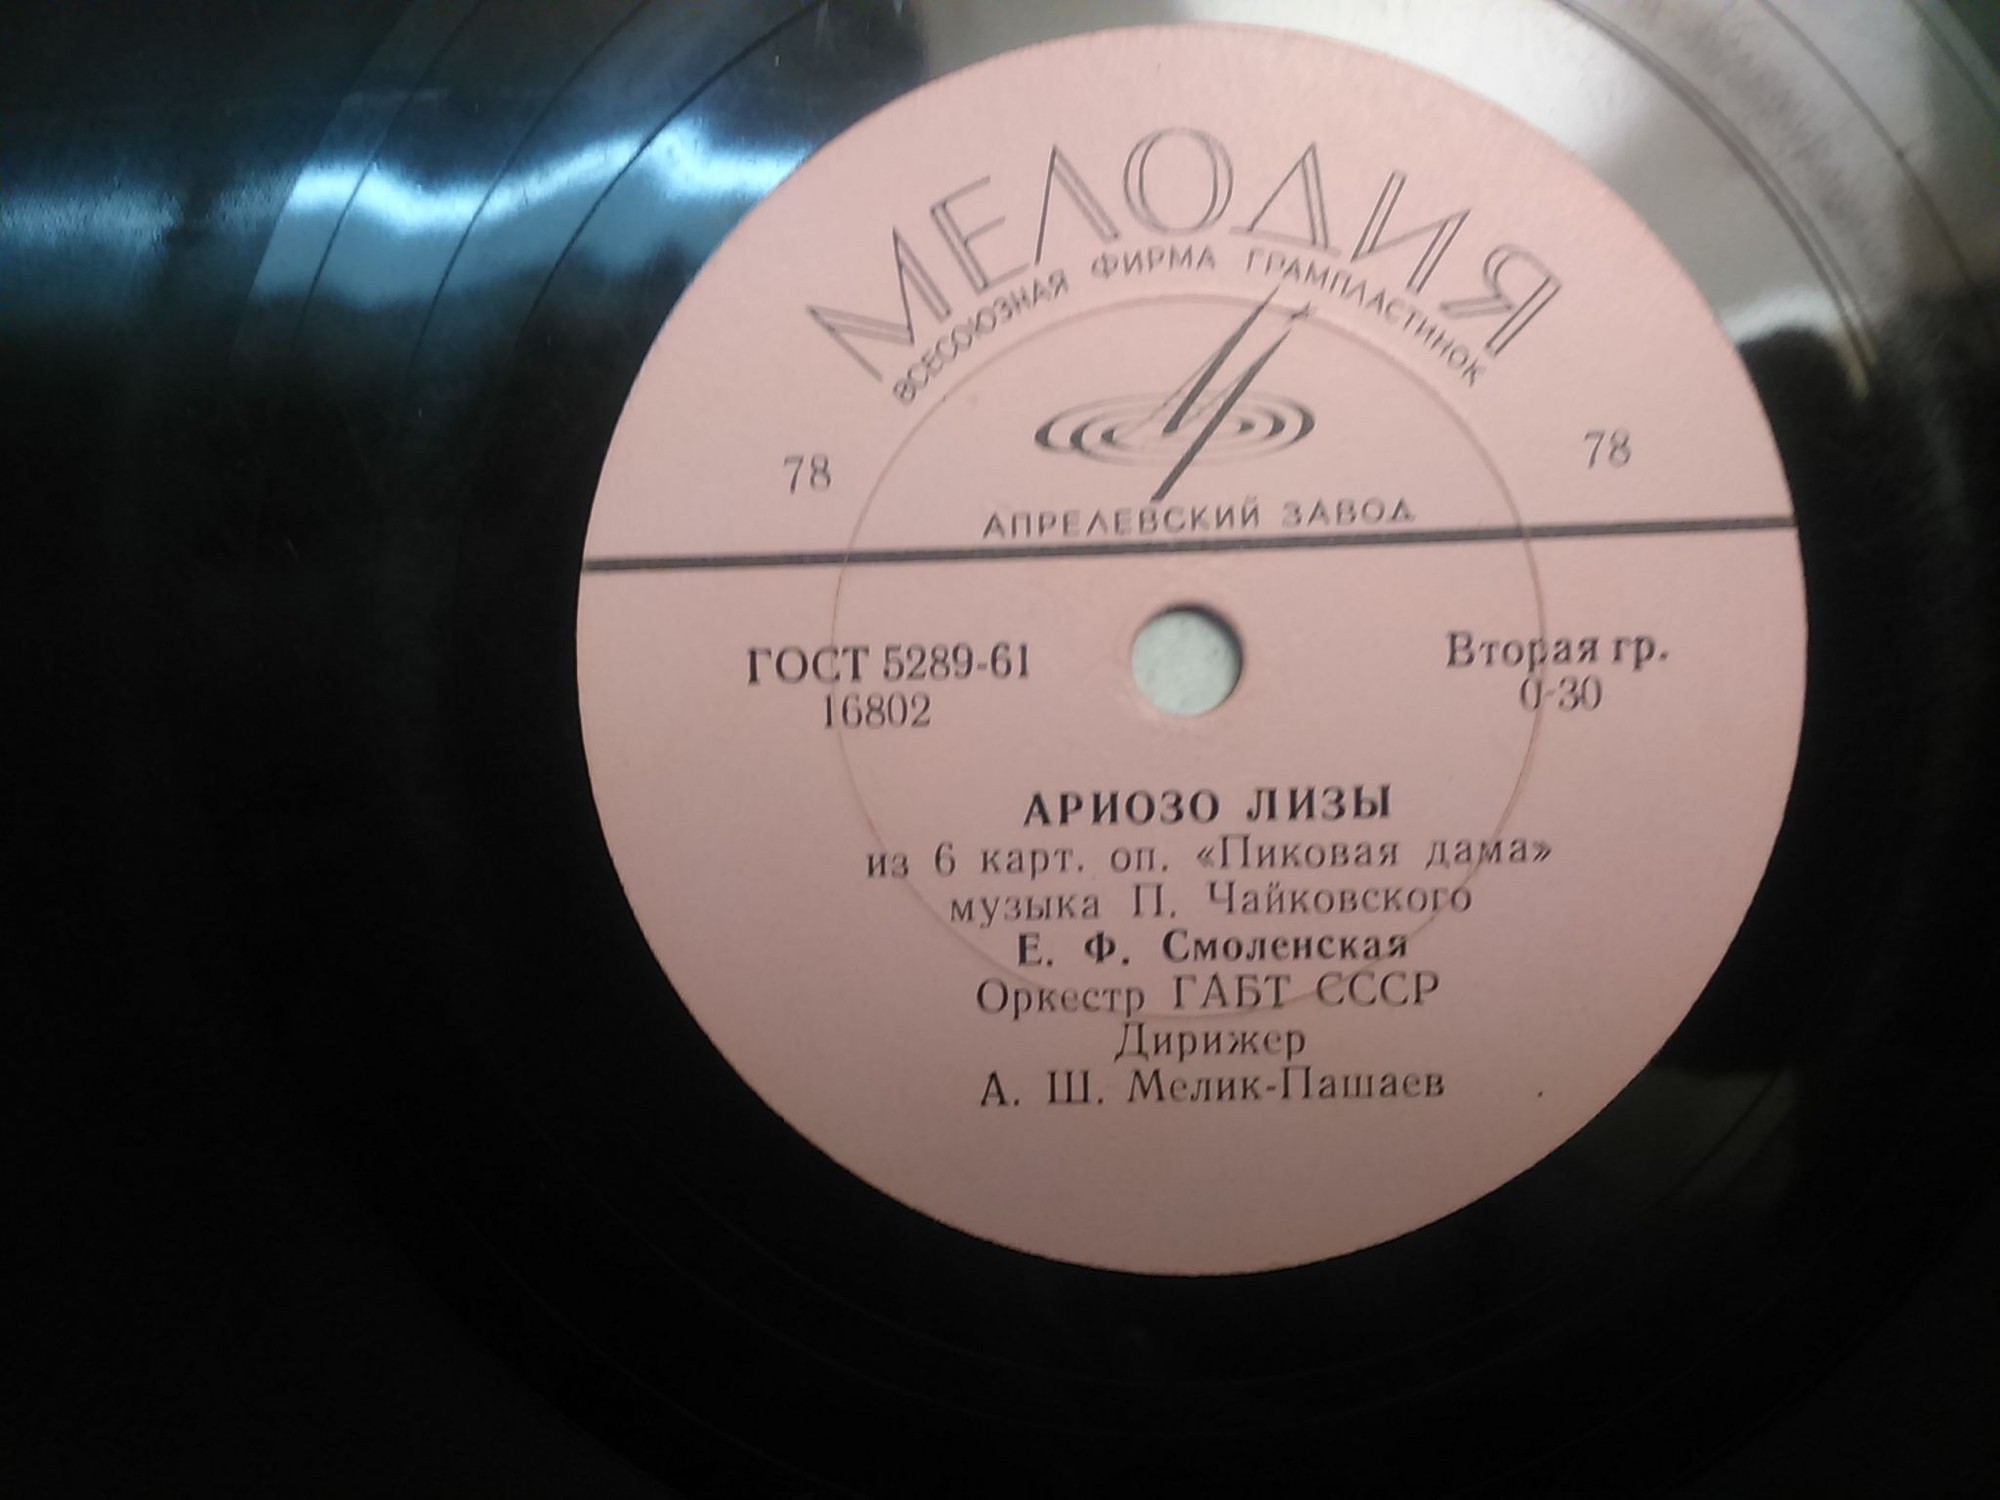 МЕЛОДИЯ
ВСЕСОЮЗНАЯ ФИРМА ГРАМПЛАСТИНОК
78 78
АПРЕЛЕВСКИЙ ЗАВОД
ГОСТ 5289-61 Вторая гр.
16802 0-30
АРИОЗО ЛИЗЫ
из 6 карт. оп. «Пиковая дама»
музыка П. Чайковского
Е. Ф. Смоленская
Оркестр ГАБТ СССР
Дирижер
А. Ш. Мелик-Пашаев